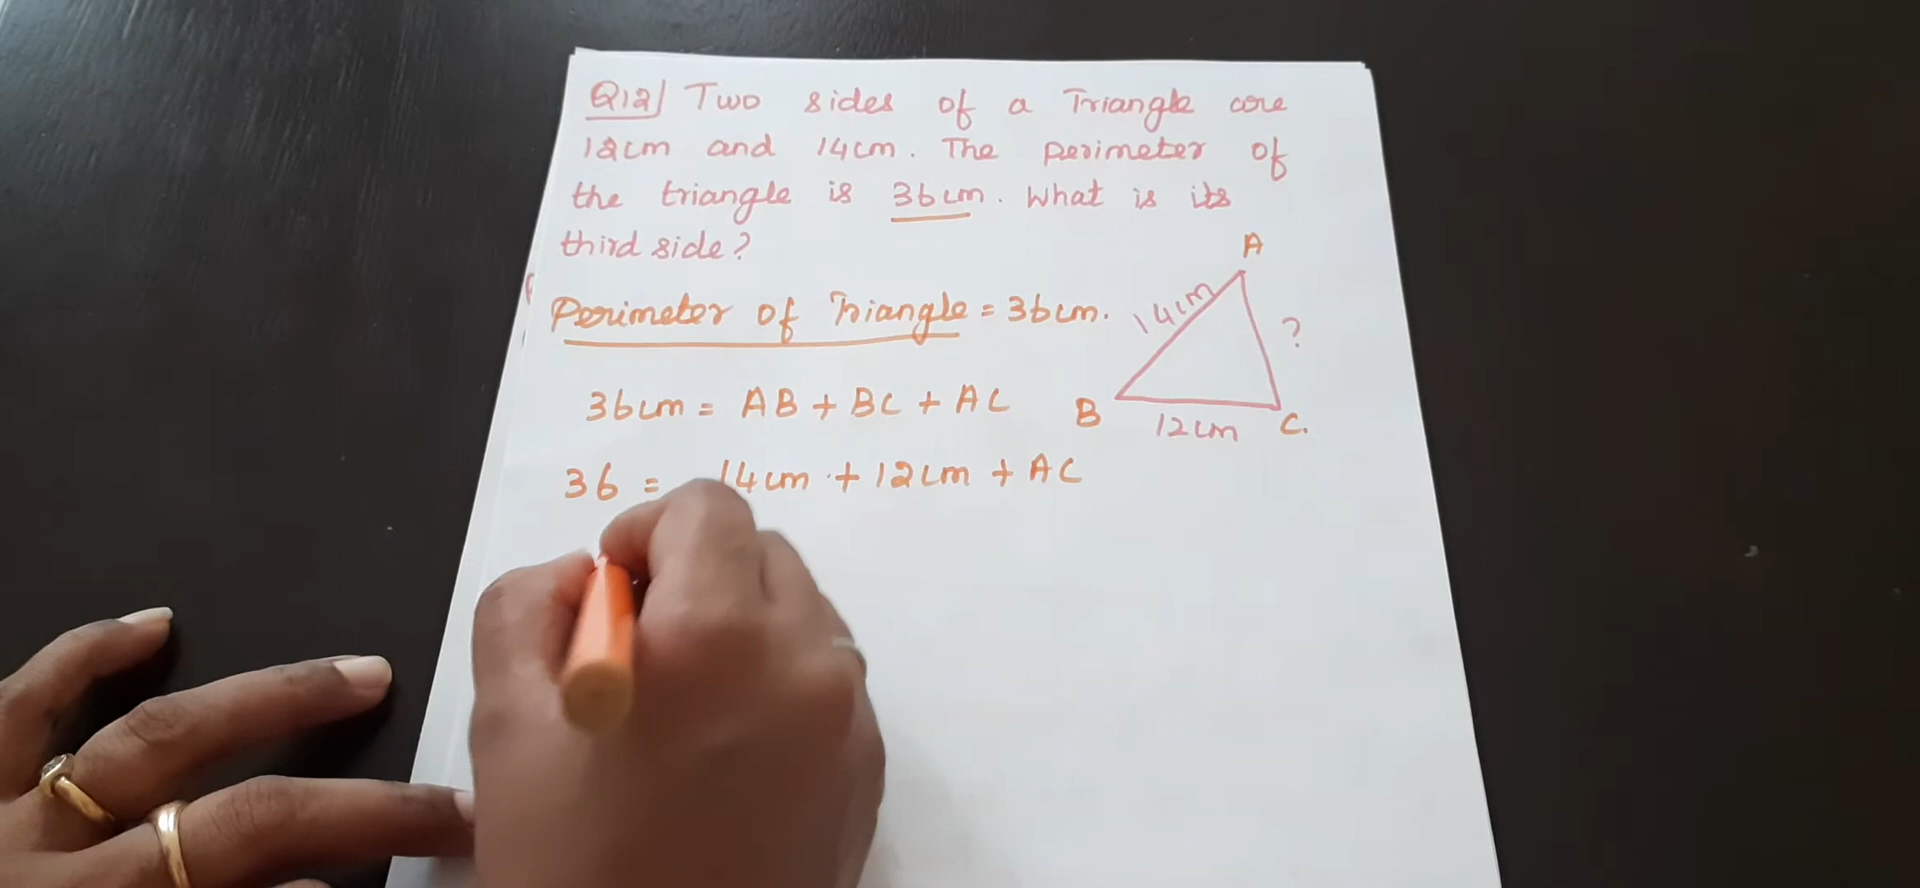 Q12) Two sides of a Triangle are
12cm and 14cm. The perimeter of
the triangle is 36cm. What is its
third side?
Perimeter of Triangle = 36cm.
36cm = AB + BC + AC
36 = 14cm + 12cm + AC
A
14cm
?
B
12cm
C.